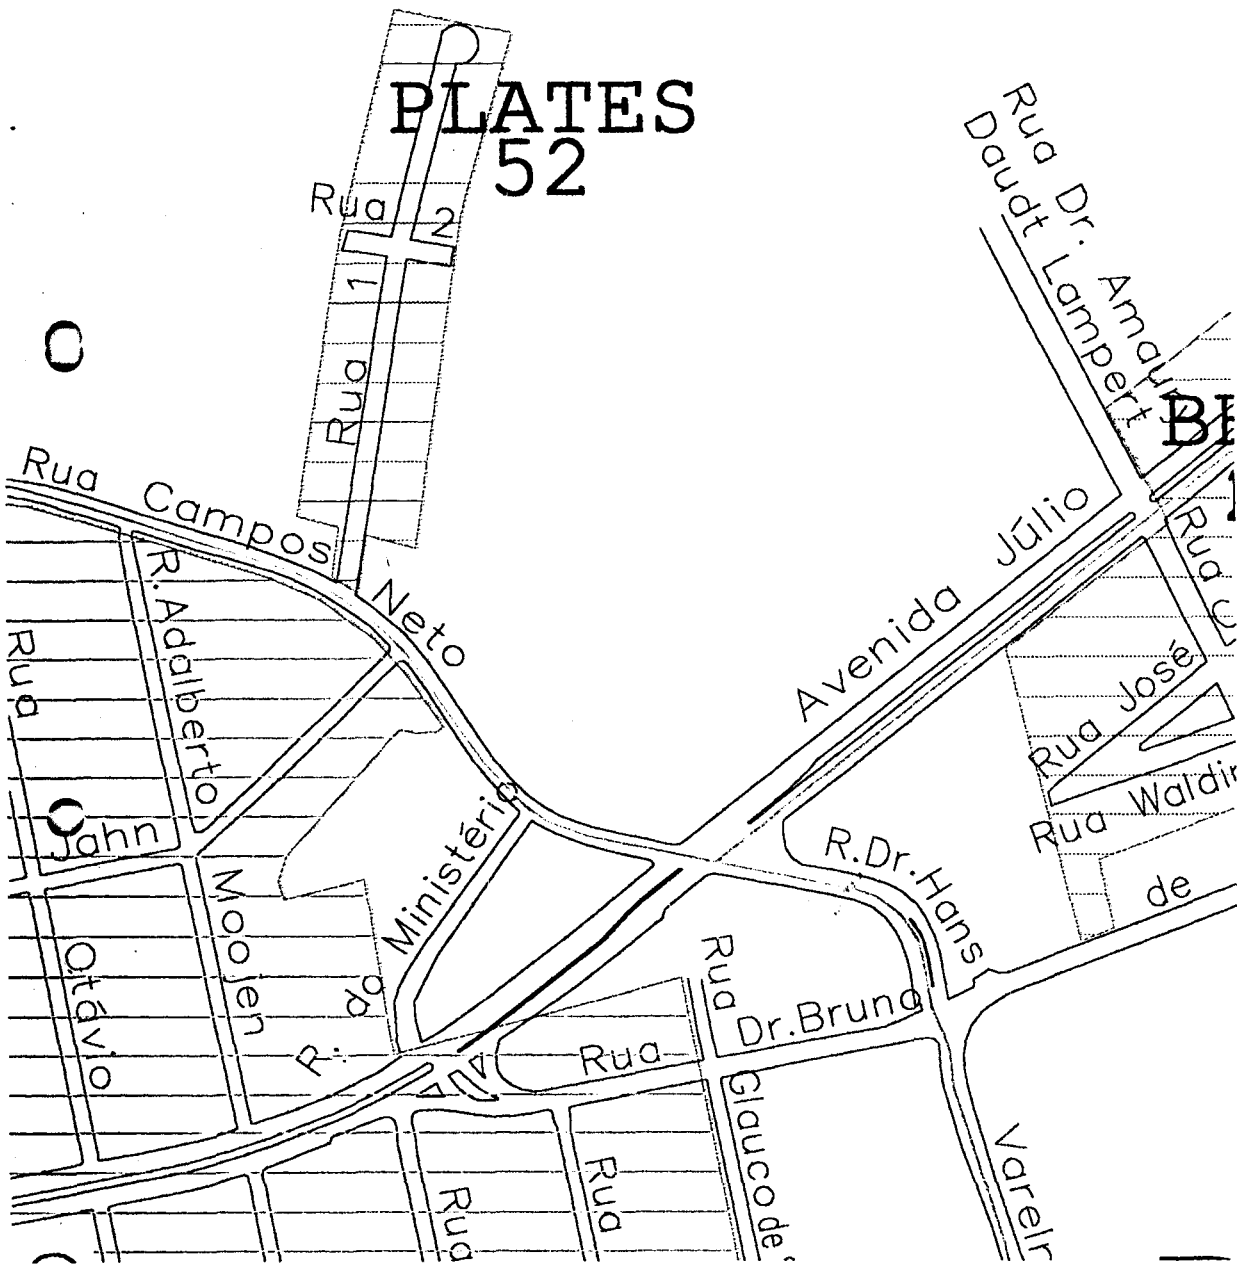 PLATES
52
Rua 2
Rua 1
Rua Dr. Amaury
Daudt Lampert
O
Rua Campos Neto
R. Adalberto
Moojen
Rua
Jahn
O
Otávio
R. do Ministério
Avenida Júlio
de
Rua
Rua José
Rua Waldir
R.Dr.Hans
Varela
Rua Dr.Bruno
Rua
Glauco de
Rua
Rua